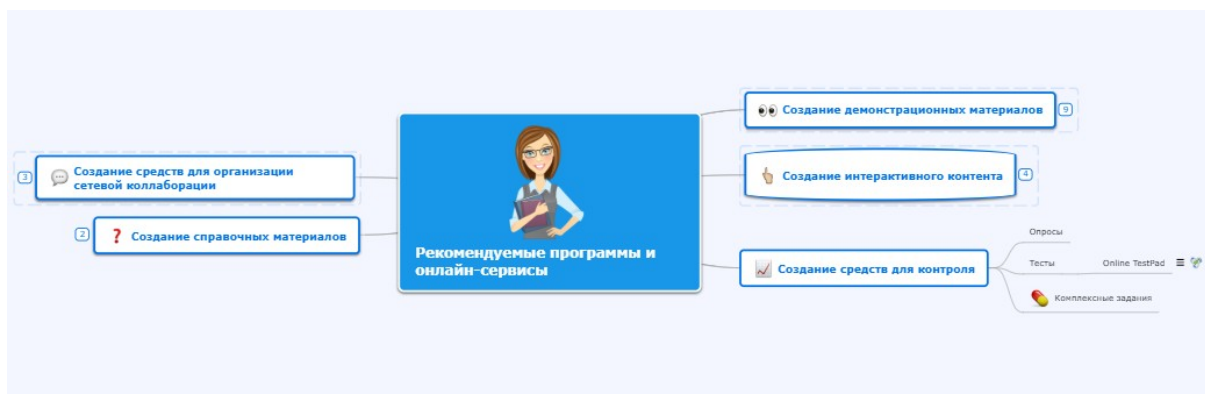 Создание демонстрационных материалов
9
Создание средств для организации
сетевой коллаборации
3
Создание интерактивного контента
4
Создание справочных материалов
2
Рекомендуемые программы и
онлайн-сервисы
Создание средств для контроля
Опросы
Тесты
Online TestPad
Комплексные задания